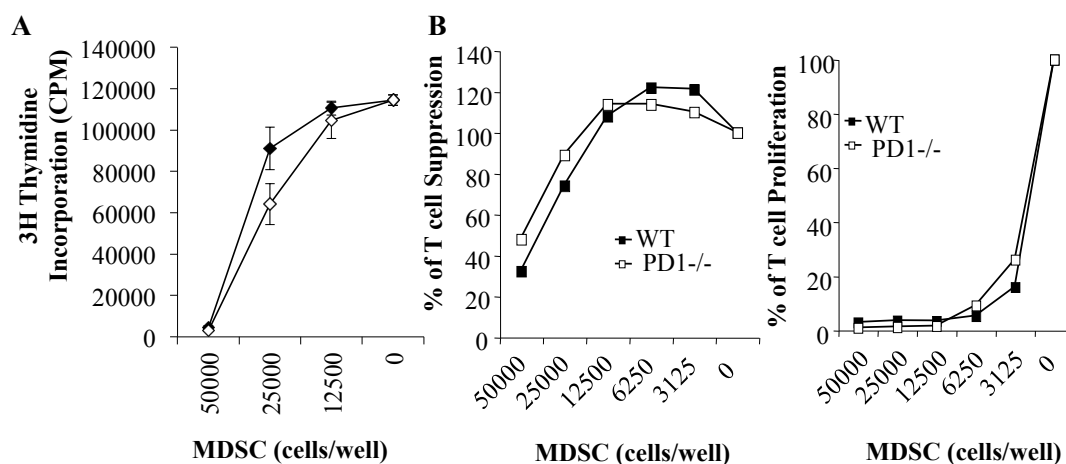 A
3H Thymidine
Incorporation (CPM)
140000
120000
100000
80000
60000
40000
20000
0
50000
25000
12500
0
MDSC (cells/well)
B
% of T cell Suppression
140
120
100
80
60
40
20
0
WT
PD1-/-
50000
25000
12500
6250
3125
0
MDSC (cells/well)
% of T cell Proliferation
100
80
60
40
20
0
WT
PD1-/-
50000
25000
12500
6250
3125
0
MDSC (cells/well)